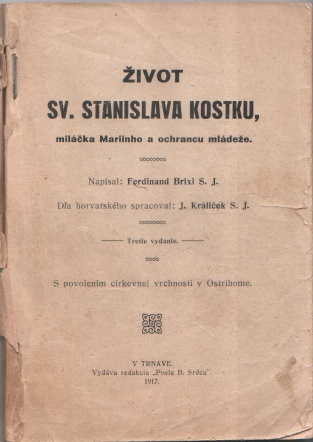 ŽIVOT
SV. STANISLAVA KOSTKU,
miláčka Mariinho a ochrancu mládeže.
Napísal: Ferdinand Brixi S. J.
Dľa horvatského spracoval: J. Králiček S. J.
Tretie vydanie.
S povolením cirkevnej vrchnosti v Ostrihome.
V TRNAVE.
Vydáva redakcia „Posla B. Srdca".
1917.